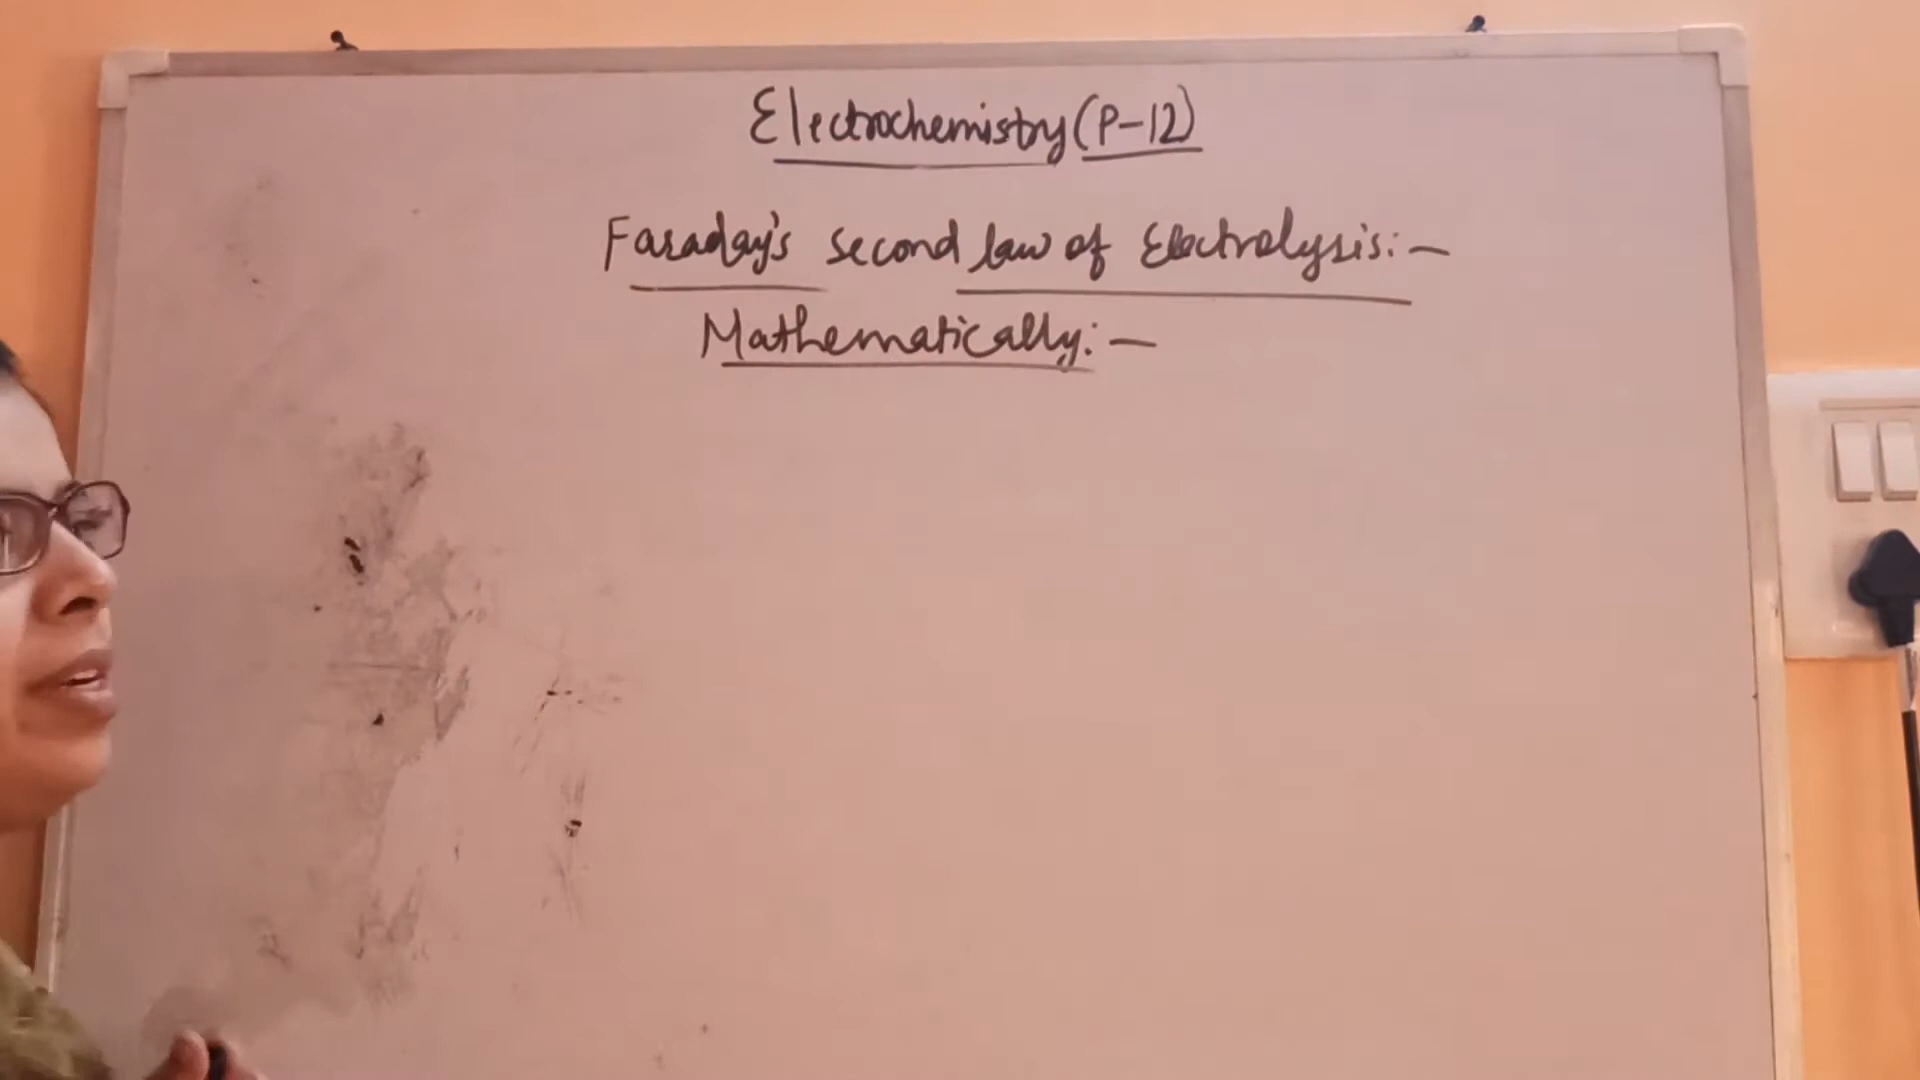 Electrochemistry (P-12)
Faraday's second law of Electrolysis:-
Mathematically:-